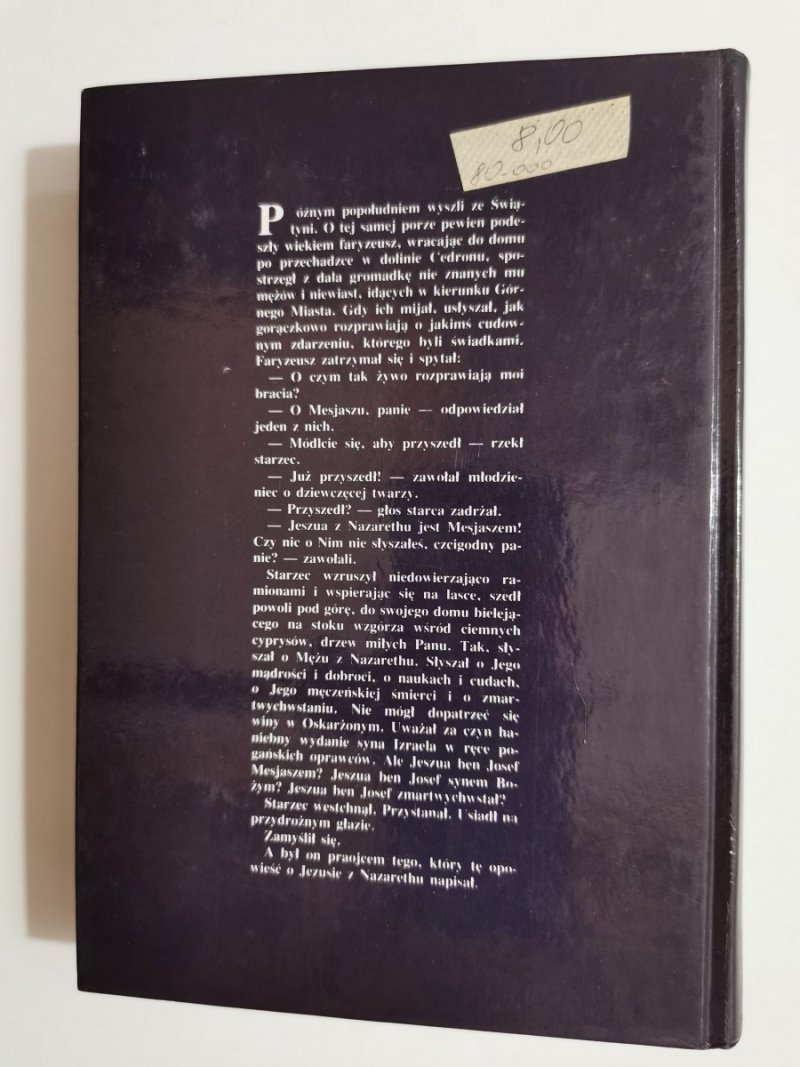 8,00
80-000
Późnym popołudniem wyszli ze Świą-
tyni. O tej samej porze pewien pode-
szły wiekiem faryzeusz, wracając do domu
po przechadzce w dolinie Cedronu, spo-
strzegł z dala gromadkę nie znanych mu
mężów i niewiast, idących w kierunku Gór-
nego Miasta. Gdy ich mijał, usłyszał, jak
gorączkowo rozprawiają o jakimś cudow-
nym zdarzeniu, którego byli świadkami.
Faryzeusz zatrzymał się i spytał:
— O czym tak żywo rozprawiają moi
bracia?
— O Mesjaszu, panie — odpowiedział
jeden z nich.
— Módlcie się, aby przyszedł — rzekł
starzec.
— Już przyszedł! — zawołał młodzie-
niec o dziewczęcej twarzy.
— Przyszedł? — głos starca zadrżał.
— Jeszua z Nazarethu jest Mesjaszem!
Czy nic o Nim nie słyszałeś, czcigodny pa-
nie? — zawołali.
Starzec wzruszył niedowierzająco ra-
mionami i wspierając się na lasce, szedł
powoli pod górę, do swojego domu bieleją-
cego na stoku wzgórza wśród ciemnych
cyprysów, drzew miłych Panu. Tak, sły-
szał o Mężu z Nazarethu. Słyszał o Jego
mądrości i dobroci, o naukach i cudach,
o Jego męczeńskiej śmierci i o zmar-
twychwstaniu. Nie mógł dopatrzeć się
winy w Oskarżonym. Uważał za czyn ha-
niebny wydanie syna Izraela w ręce po-
gańskich oprawców. Ale Jeszua ben Josef
Mesjaszem? Jeszua ben Josef synem Bo-
żym? Jeszua ben Josef zmartwychwstał?
Starzec westchnął. Przystanął. Usiadł na
przydrożnym głazie.
Zamyślił się.
A był on praojcem tego, który tę opo-
wieść o Jezusie z Nazarethu napisał.